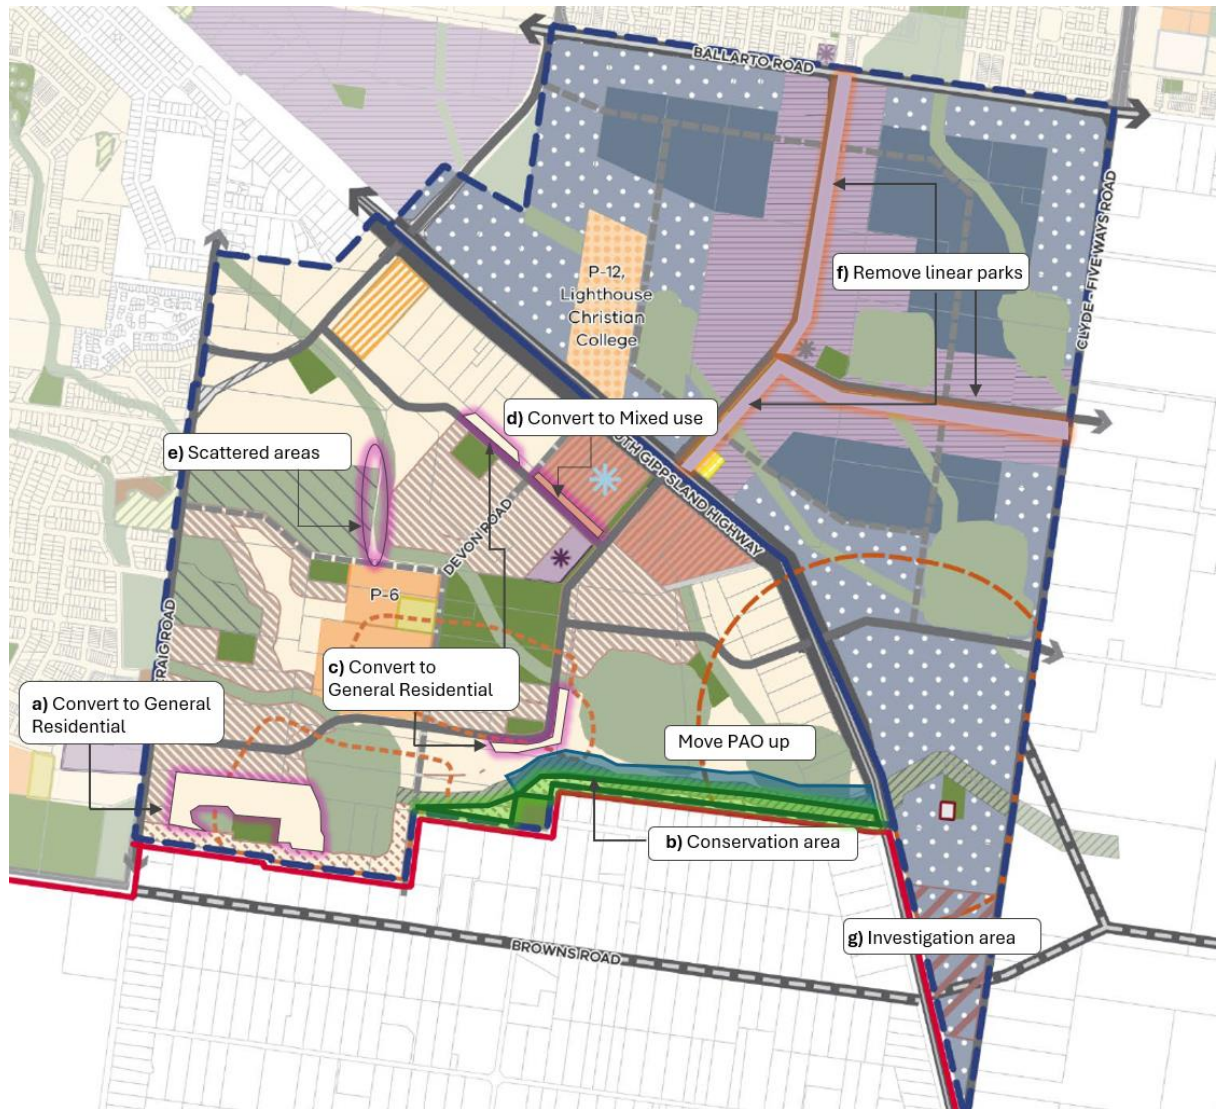 BALLARTO ROAD
CLYDE - FIVE WAYS ROAD
P-12,
Lighthouse
Christian
College
f) Remove linear parks
d) Convert to Mixed use
SOUTH GIPPSLAND HIGHWAY
e) Scattered areas
DEVON ROAD
P-6
CRAIG ROAD
c) Convert to
General Residential
a) Convert to General
Residential
Move PAO up
b) Conservation area
g) Investigation area
BROWNS ROAD